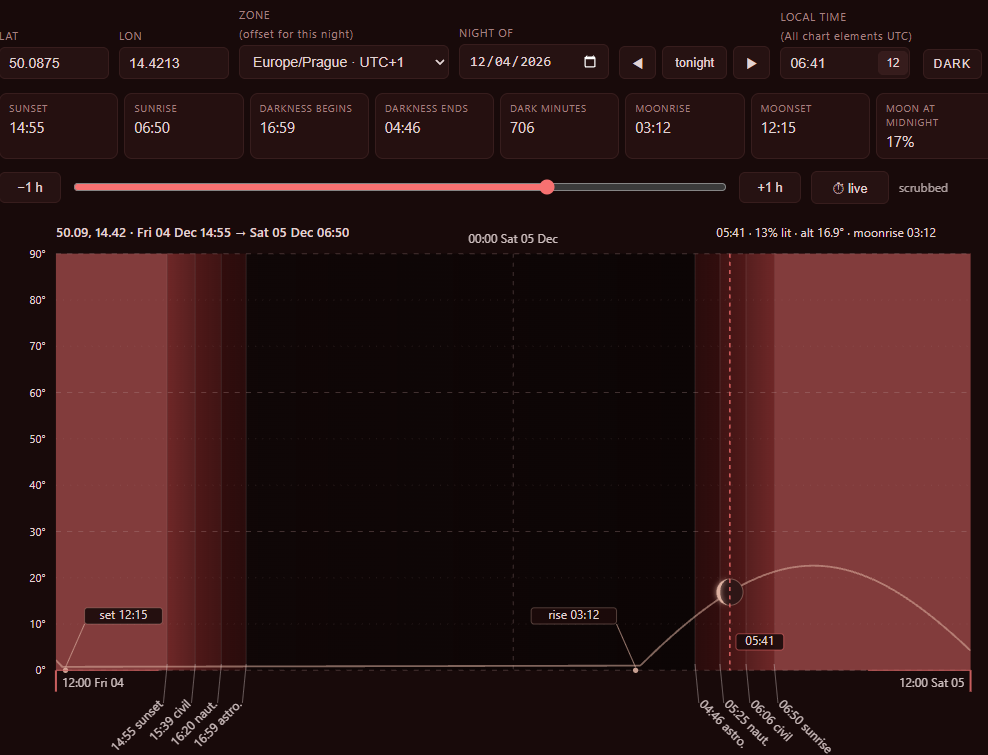 LAT
LON
ZONE
(offset for this night)
NIGHT OF
LOCAL TIME
(All chart elements UTC)
50.0875
14.4213
Europe/Prague · UTC+1
12/04/2026
◀
tonight
▶
06:41
12
DARK
SUNSET
14:55
SUNRISE
06:50
DARKNESS BEGINS
16:59
DARKNESS ENDS
04:46
DARK MINUTES
706
MOONRISE
03:12
MOONSET
12:15
MOON AT
MIDNIGHT
17%
−1 h
+1 h
⏱ live
scrubbed
50.09, 14.42 · Fri 04 Dec 14:55 → Sat 05 Dec 06:50
00:00 Sat 05 Dec
05:41 · 13% lit · alt 16.9° · moonrise 03:12
90°
80°
70°
60°
50°
40°
30°
20°
10°
0°
set 12:15
rise 03:12
05:41
12:00 Fri 04
12:00 Sat 05
14:55 sunset
15:39 civil
16:20 naut.
16:59 astro.
04:46 astro.
05:25 naut.
06:06 civil
06:50 sunrise